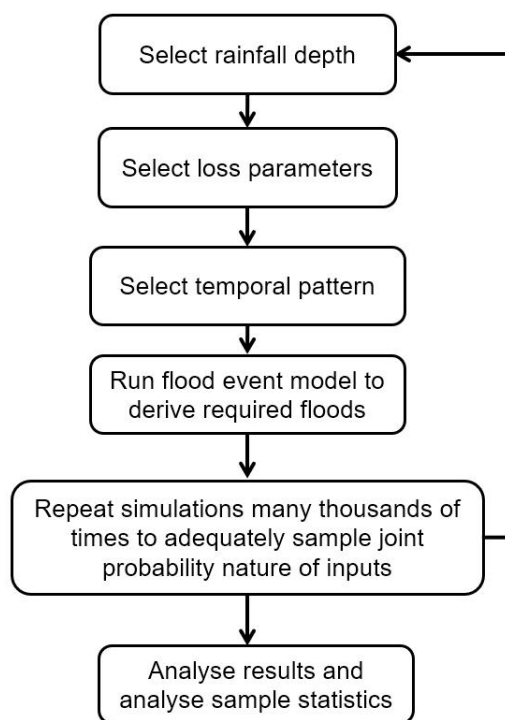 Select rainfall depth
Select loss parameters
Select temporal pattern
Run flood event model to
derive required floods
Repeat simulations many thousands of
times to adequately sample joint
probability nature of inputs
Analyse results and
analyse sample statistics